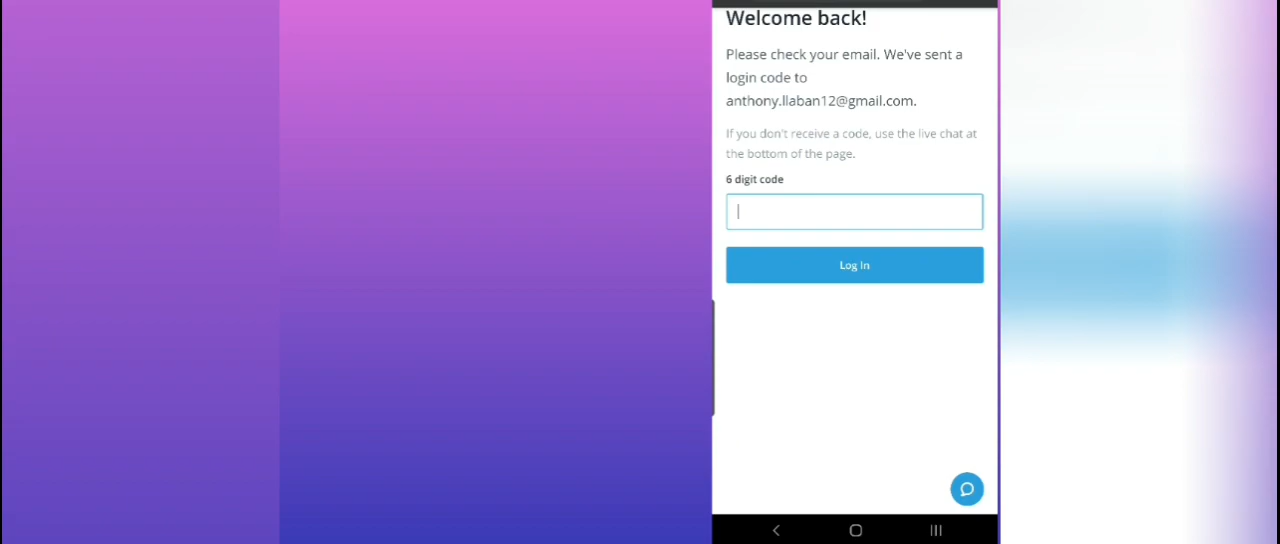 Welcome back!
Please check your email. We've sent a
login code to
anthony.llaban12@gmail.com.
If you don't receive a code, use the live chat at
the bottom of the page.
6 digit code
Log In